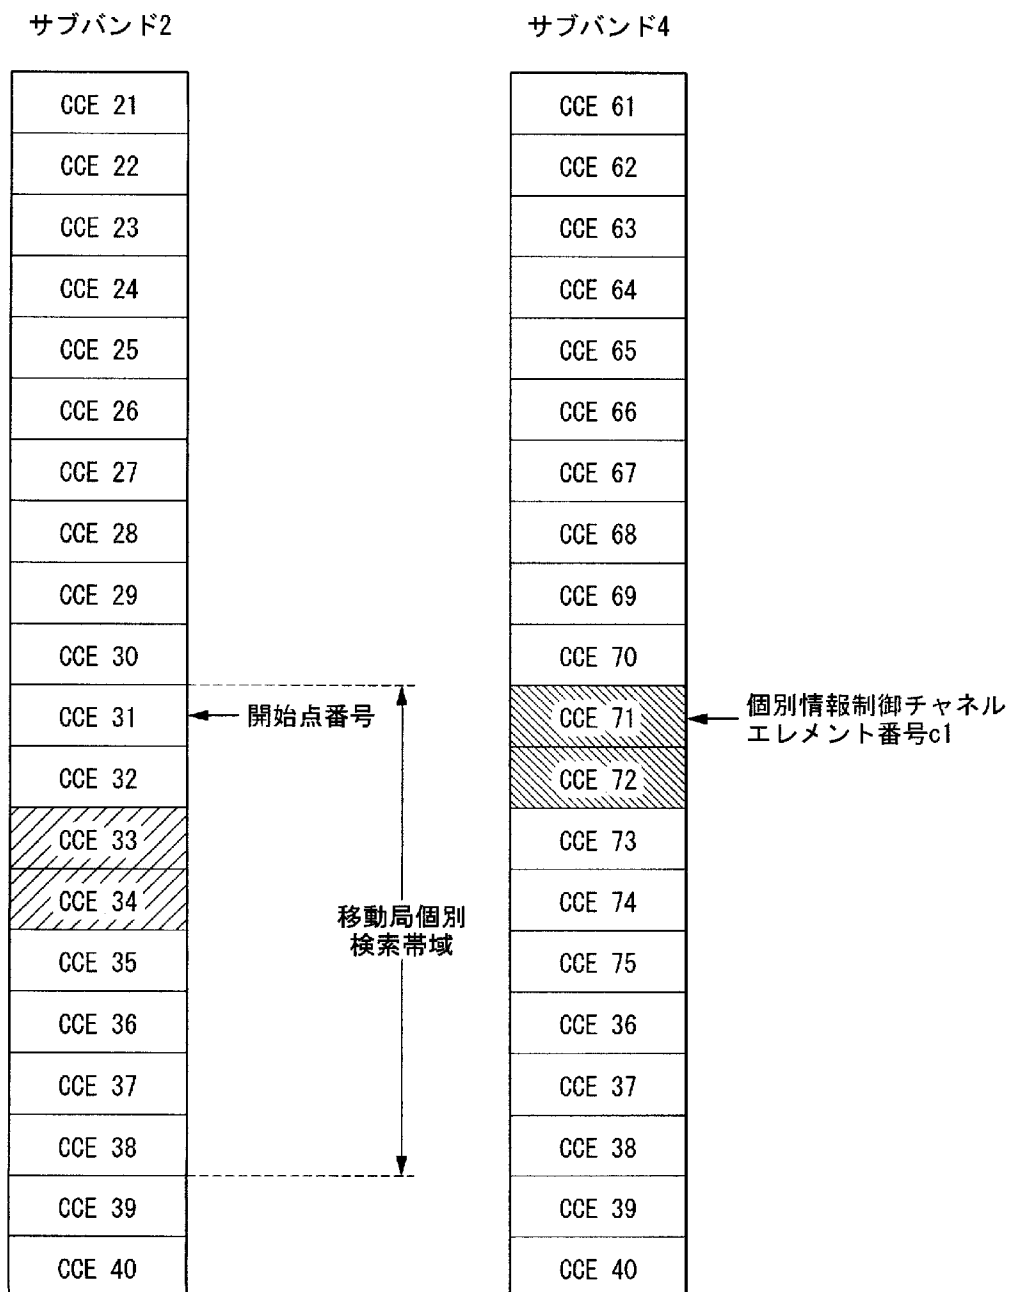 サブバンド2
サブバンド4
CCE 21
CCE 22
CCE 23
CCE 24
CCE 25
CCE 26
CCE 27
CCE 28
CCE 29
CCE 30
CCE 31
CCE 32
CCE 33
CCE 34
CCE 35
CCE 36
CCE 37
CCE 38
CCE 39
CCE 40
開始点番号
移動局個別
検索帯域
CCE 61
CCE 62
CCE 63
CCE 64
CCE 65
CCE 66
CCE 67
CCE 68
CCE 69
CCE 70
CCE 71
CCE 72
CCE 73
CCE 74
CCE 75
CCE 36
CCE 37
CCE 38
CCE 39
CCE 40
個別情報制御チャネル
エレメント番号c1